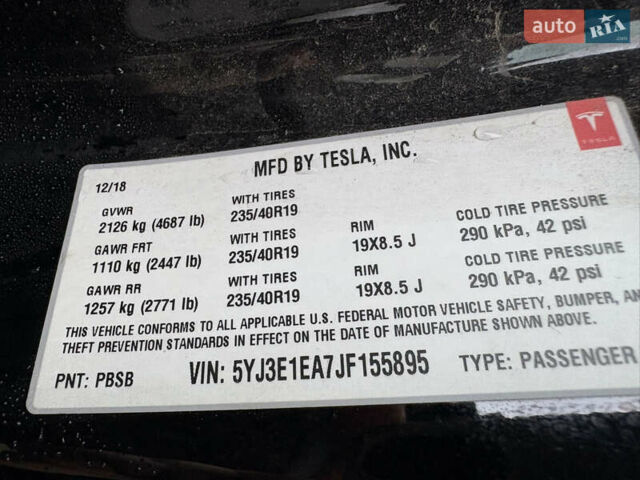 auto RIA
.com
TESLA
MFD BY TESLA, INC.
12/18
GVWR WITH TIRES
2126 kg (4687 lb) 235/40R19
GAWR FRT WITH TIRES RIM COLD TIRE PRESSURE
1110 kg (2447 lb) 235/40R19 19X8.5 J 290 kPa, 42 psi
GAWR RR WITH TIRES RIM COLD TIRE PRESSURE
1257 kg (2771 lb) 235/40R19 19X8.5 J 290 kPa, 42 psi
THIS VEHICLE CONFORMS TO ALL APPLICABLE U.S. FEDERAL MOTOR VEHICLE SAFETY, BUMPER, AN
THEFT PREVENTION STANDARDS IN EFFECT ON THE DATE OF MANUFACTURE SHOWN ABOVE.
PNT: PBSB VIN: 5YJ3E1EA7JF155895 TYPE: PASSENGER